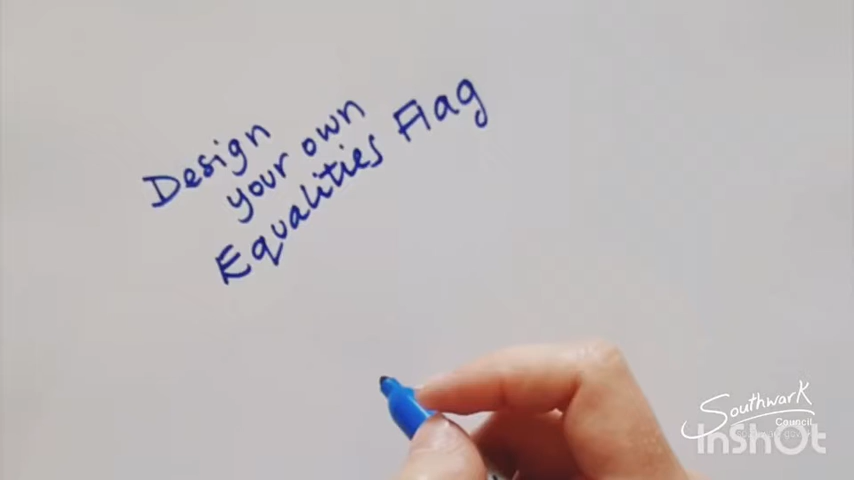 Design
your own
Equalities Flag
Southwark
Council
InShOt